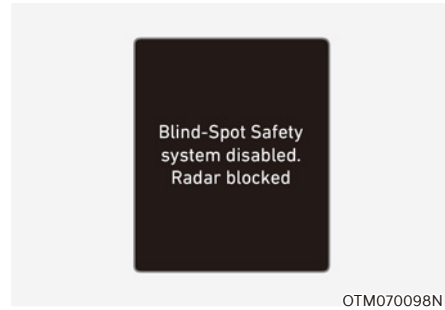 Blind-Spot Safety
system disabled.
Radar blocked
OTM070098N